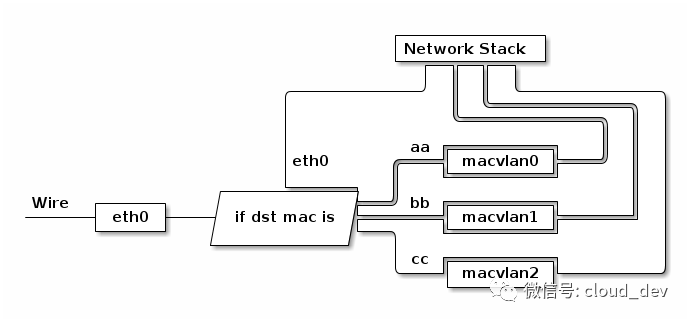 Network Stack
eth0
aa
macvlan0
Wire
eth0
if dst mac is
bb
macvlan1
cc
macvlan2
微信号: cloud_dev